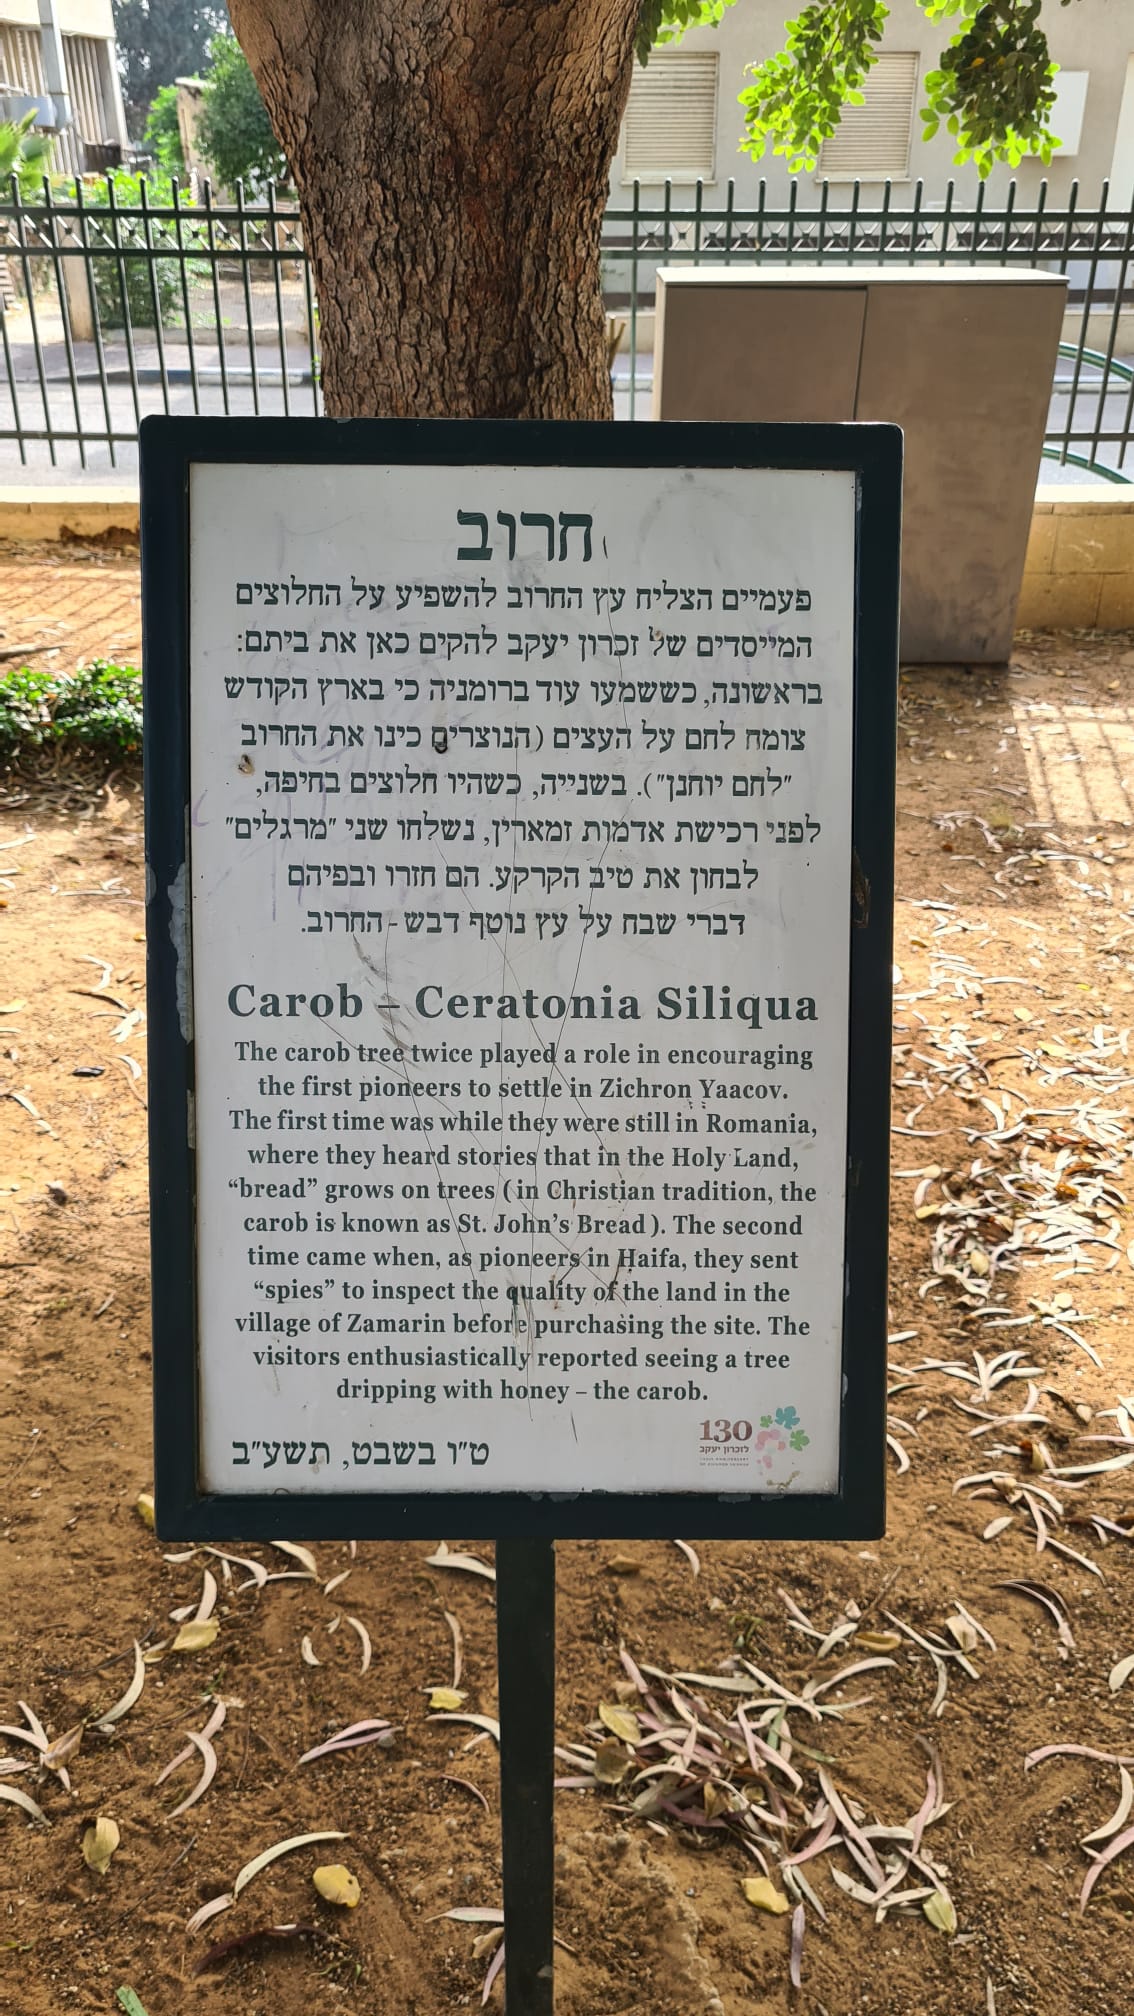 חרוב
פעמיים הצליח עץ החרוב להשפיע על החלוצים
המייסדים של זכרון יעקב להקים כאן את ביתם:
בראשונה, כששמעו עוד ברומניה כי בארץ הקודש
צומח לחם על העצים (הנוצרים כינו את החרוב
"לחם יוחנן"). בשנייה, כשהיו חלוצים בחיפה,
לפני רכישת אדמות זמארין, נשלחו שני "מרגלים"
לבחון את טיב הקרקע. הם חזרו ובפיהם
דברי שבח על עץ נוטף דבש - החרוב.
Carob – Ceratonia Siliqua
The carob tree twice played a role in encouraging
the first pioneers to settle in Zichron Yaacov.
The first time was while they were still in Romania,
where they heard stories that in the Holy Land,
“bread” grows on trees (in Christian tradition, the
carob is known as St. John’s Bread). The second
time came when, as pioneers in Haifa, they sent
“spies” to inspect the quality of the land in the
village of Zamarin before purchasing the site. The
visitors enthusiastically reported seeing a tree
dripping with honey – the carob.
ט"ו בשבט, תשע"ב
130
לזכרון יעקב